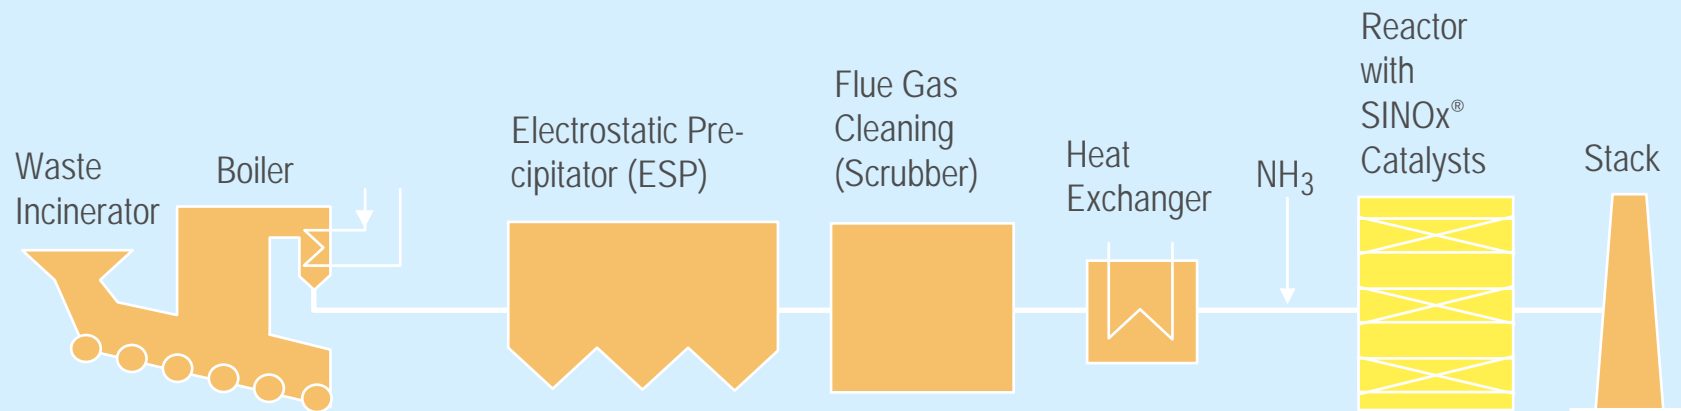 Waste
Incinerator
Boiler
Electrostatic Pre-
cipitator (ESP)
Flue Gas
Cleaning
(Scrubber)
Heat
Exchanger
NH3
Reactor
with
SINOx®
Catalysts
Stack